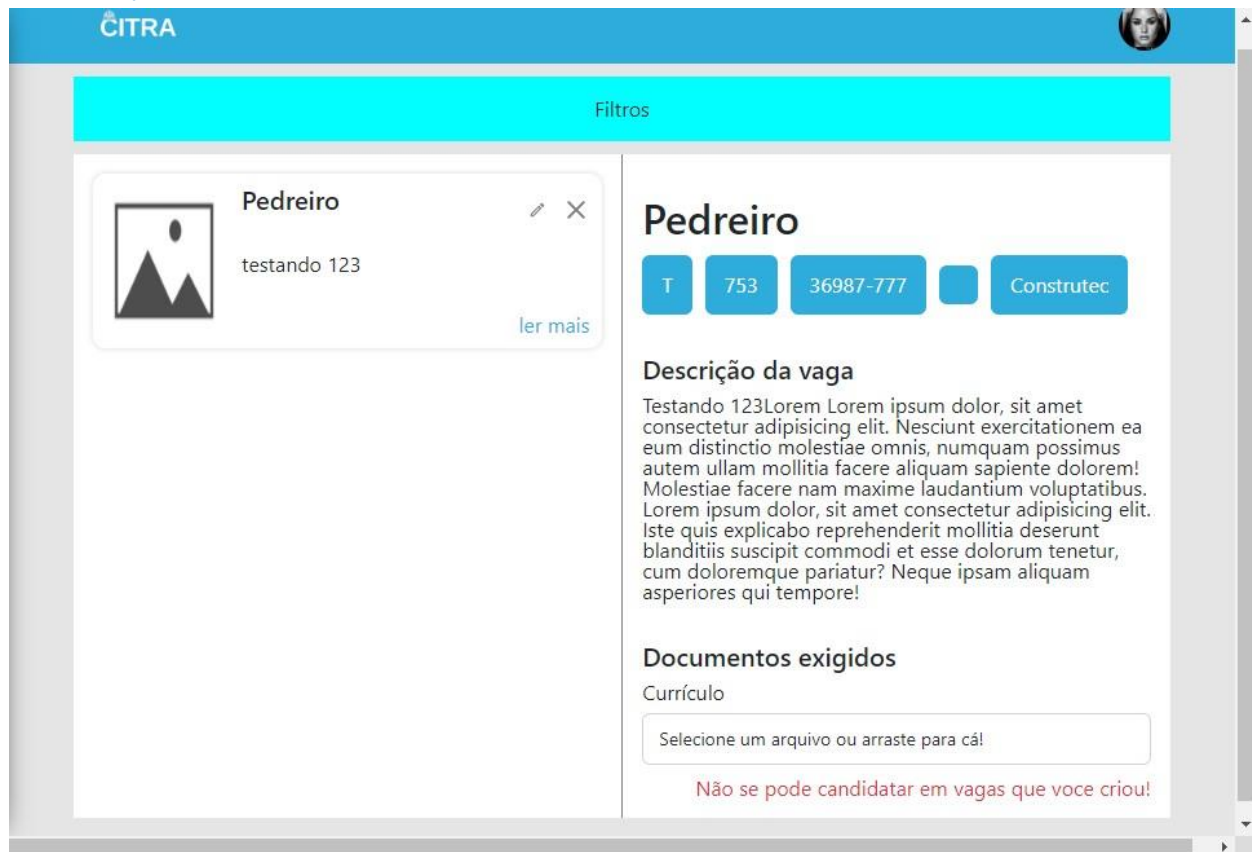 CITRA
Filtros
Pedreiro
testando 123
ler mais
Pedreiro
T
753
36987-777
Construtec
Descrição da vaga
Testando 123Lorem Lorem ipsum dolor, sit amet
consectetur adipisicing elit. Nesciunt exercitationem ea
eum distinctio molestiae omnis, numquam possimus
autem ullam mollitia facere aliquam sapiente dolorem!
Molestiae facere nam maxime laudantium voluptatibus.
Lorem ipsum dolor, sit amet consectetur adipisicing elit.
Iste quis explicabo reprehenderit mollitia deserunt
blanditiis suscipit commodi et esse dolorum tenetur,
cum doloremque pariatur? Neque ipsam aliquam
asperiores qui tempore!
Documentos exigidos
Currículo
Selecione um arquivo ou arraste para cá!
Não se pode candidatar em vagas que voce criou!